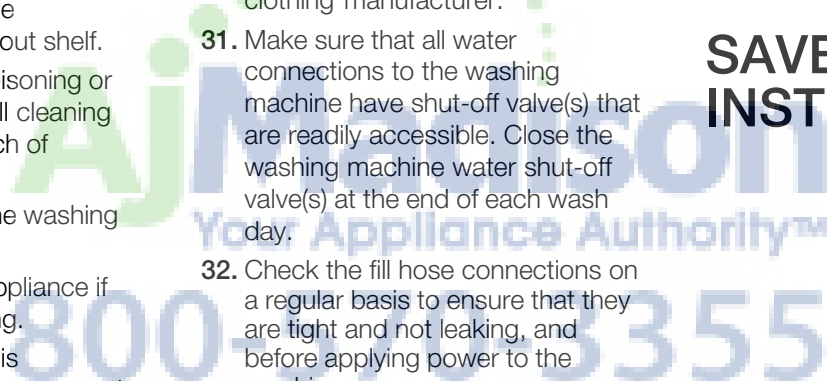 out shelf.
isoning or
ll cleaning
ch of
e washing
ppliance if
g.
is
clothing manufacturer.
31. Make sure that all water
connections to the washing
machine have shut-off valve(s) that
are readily accessible. Close the
washing machine water shut-off
valve(s) at the end of each wash
day.
32. Check the fill hose connections on
a regular basis to ensure that they
are tight and not leaking, and
before applying power to the
SAVE
INST
AjMadison
Your Appliance Authority™
800-570-3355